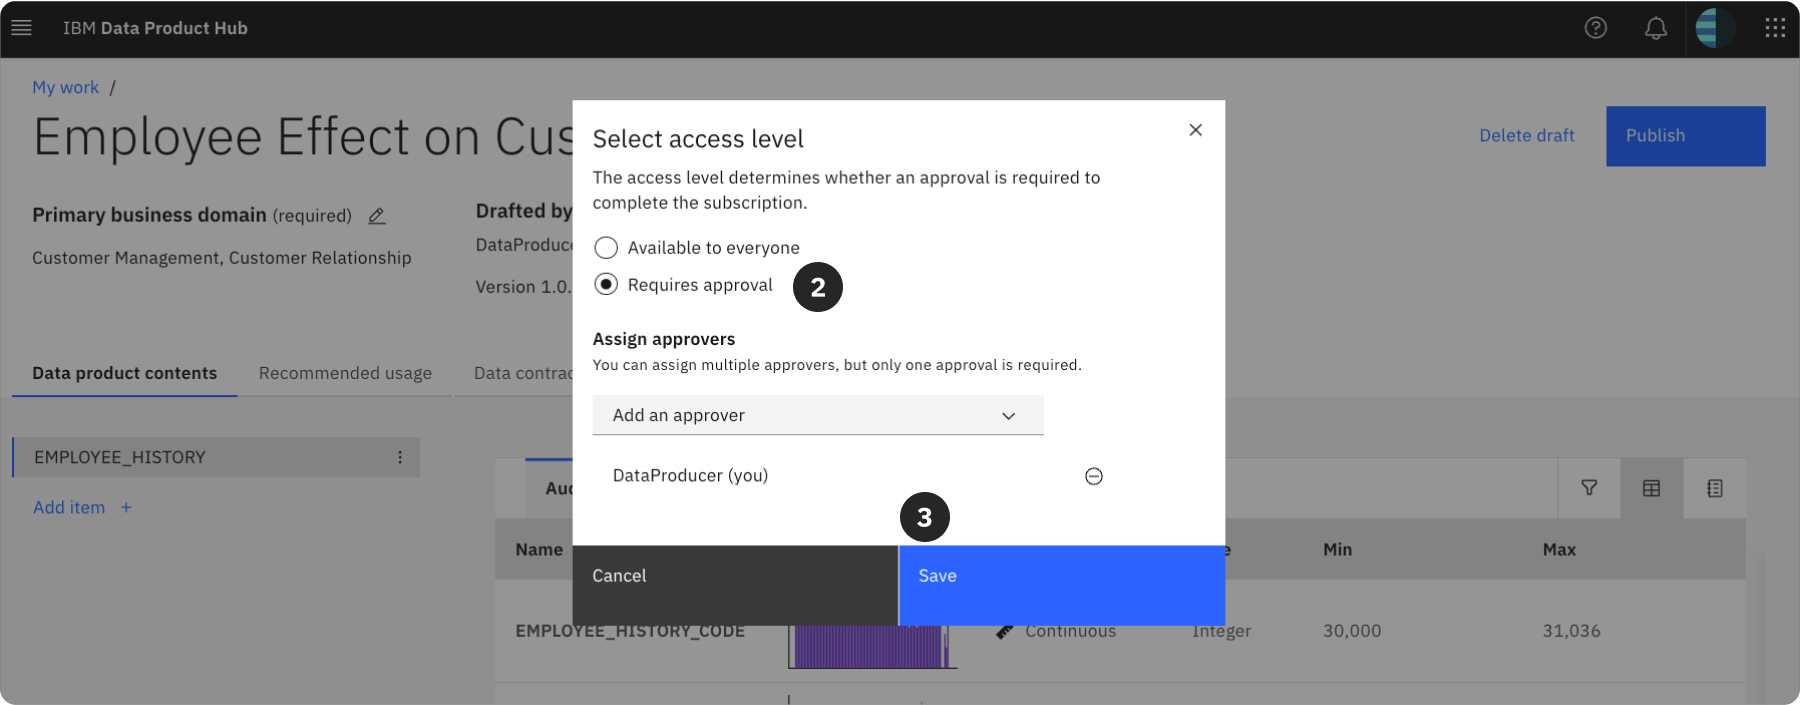 IBM Data Product Hub
My work /
Employee Effect on Cus
Delete draft
Publish
Primary business domain (required)
Customer Management, Customer Relationship
Drafted by
DataProduc
Version 1.0.
Select access level
The access level determines whether an approval is required to
complete the subscription.
Available to everyone
Requires approval
2
Assign approvers
You can assign multiple approvers, but only one approval is required.
Add an approver
DataProducer (you)
3
Cancel
Save
Data product contents
Recommended usage
Data contrac
EMPLOYEE_HISTORY
Add item +
Name
Min
Max
EMPLOYEE_HISTORY_CODE
Continuous
Integer
30,000
31,036